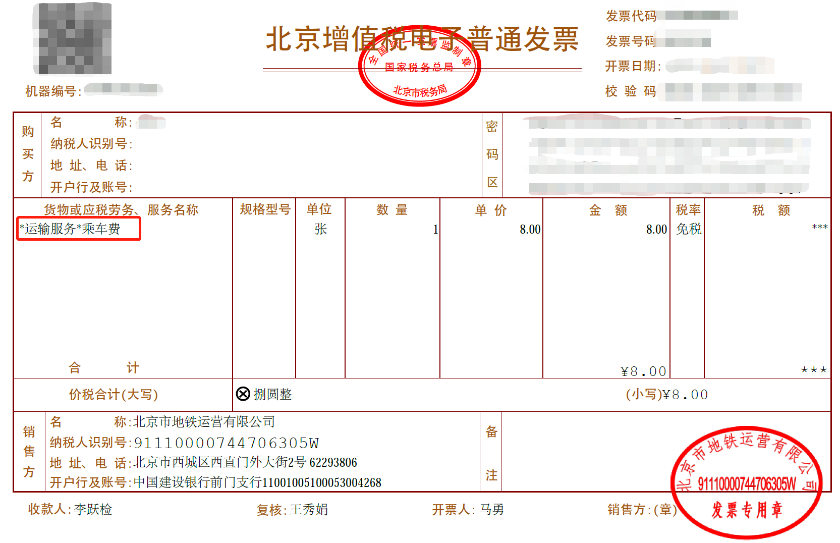 北京增值税电子普通发票
全国统一发票监制章
国家税务总局
北京市税务局
机器编号:
发票代码
发票号码
开票日期:
校 验 码
购买方
名 称:
纳税人识别号:
地 址、电 话:
开户行及账号:
密码区
货物或应税劳务、服务名称 规格型号 单位 数 量 单 价 金 额 税率 税 额
*运输服务*乘车费 张 1 8.00 8.00 免税 ***
合 计 ¥8.00 ***
价税合计(大写) ⊗ 捌圆整 (小写)¥8.00
销售方
名 称:北京市地铁运营有限公司
纳税人识别号:91110000744706305W
地 址、电 话:北京市西城区西直门外大街2号 62293806
开户行及账号:中国建设银行前门支行11001005100053004268
备注
收款人:李跃检 复核:王秀娟 开票人:马勇 销售方:(章)
北京市地铁运营有限公司
91110000744706305W
发票专用章